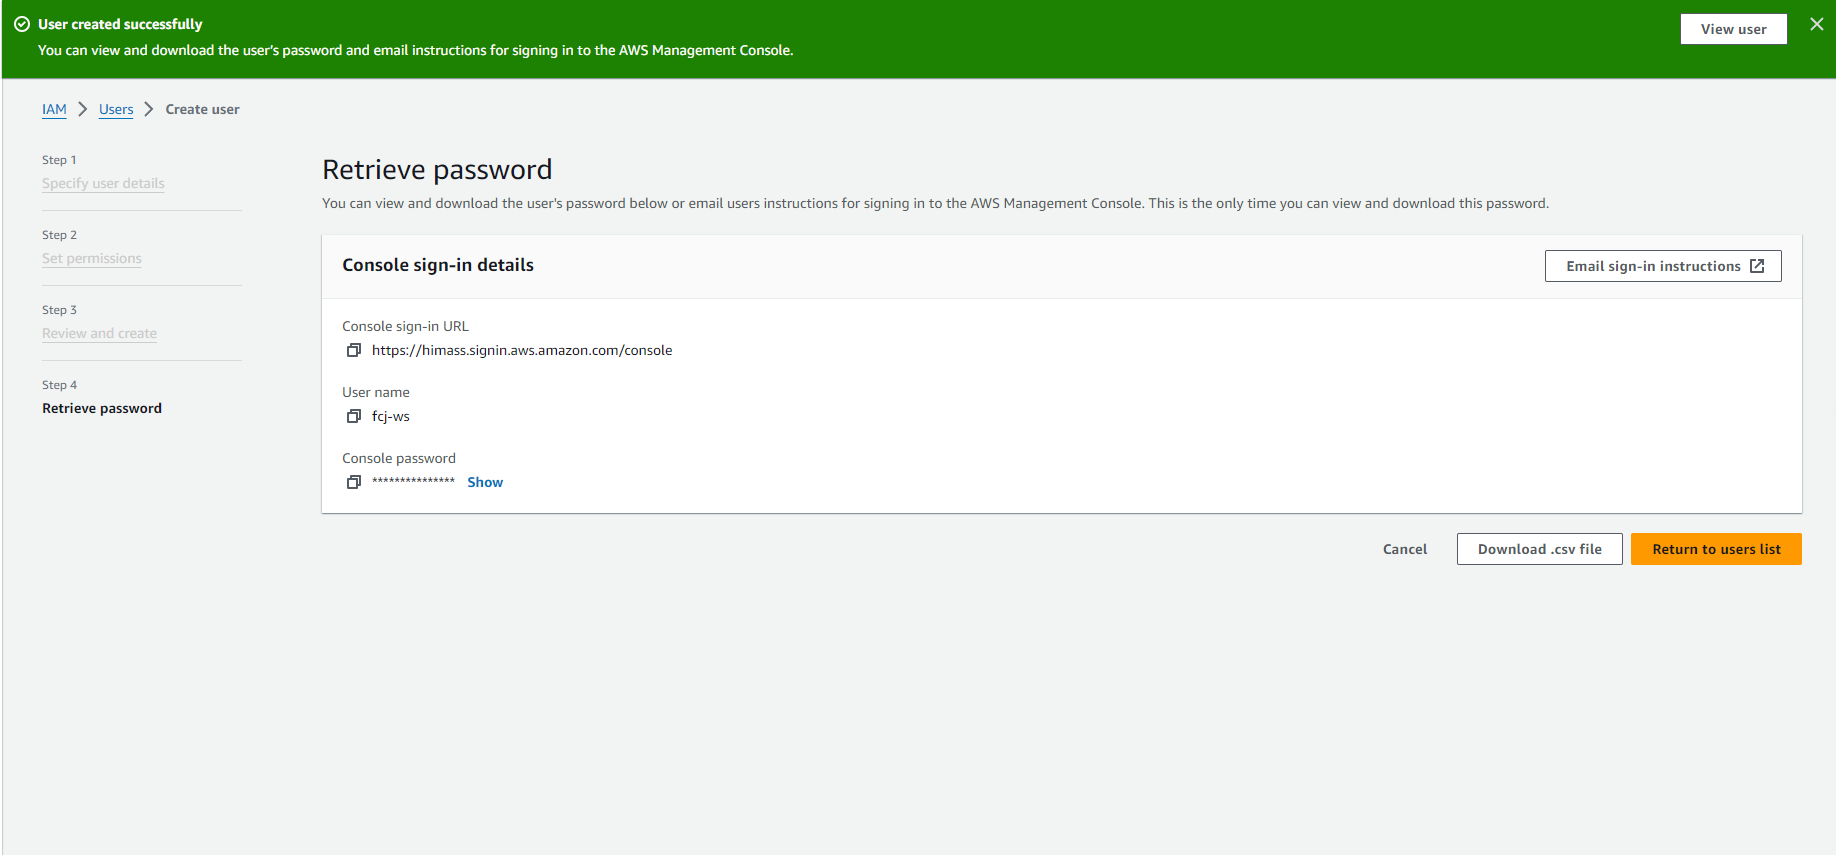 User created successfully
You can view and download the user's password and email instructions for signing in to the AWS Management Console.
View user
IAM > Users > Create user
Step 1
Specify user details
Step 2
Set permissions
Step 3
Review and create
Step 4
Retrieve password
Retrieve password
You can view and download the user's password below or email users instructions for signing in to the AWS Management Console. This is the only time you can view and download this password.
Console sign-in details
Email sign-in instructions
Console sign-in URL
https://himass.signin.aws.amazon.com/console
User name
fcj-ws
Console password
*************** Show
Cancel
Download .csv file
Return to users list